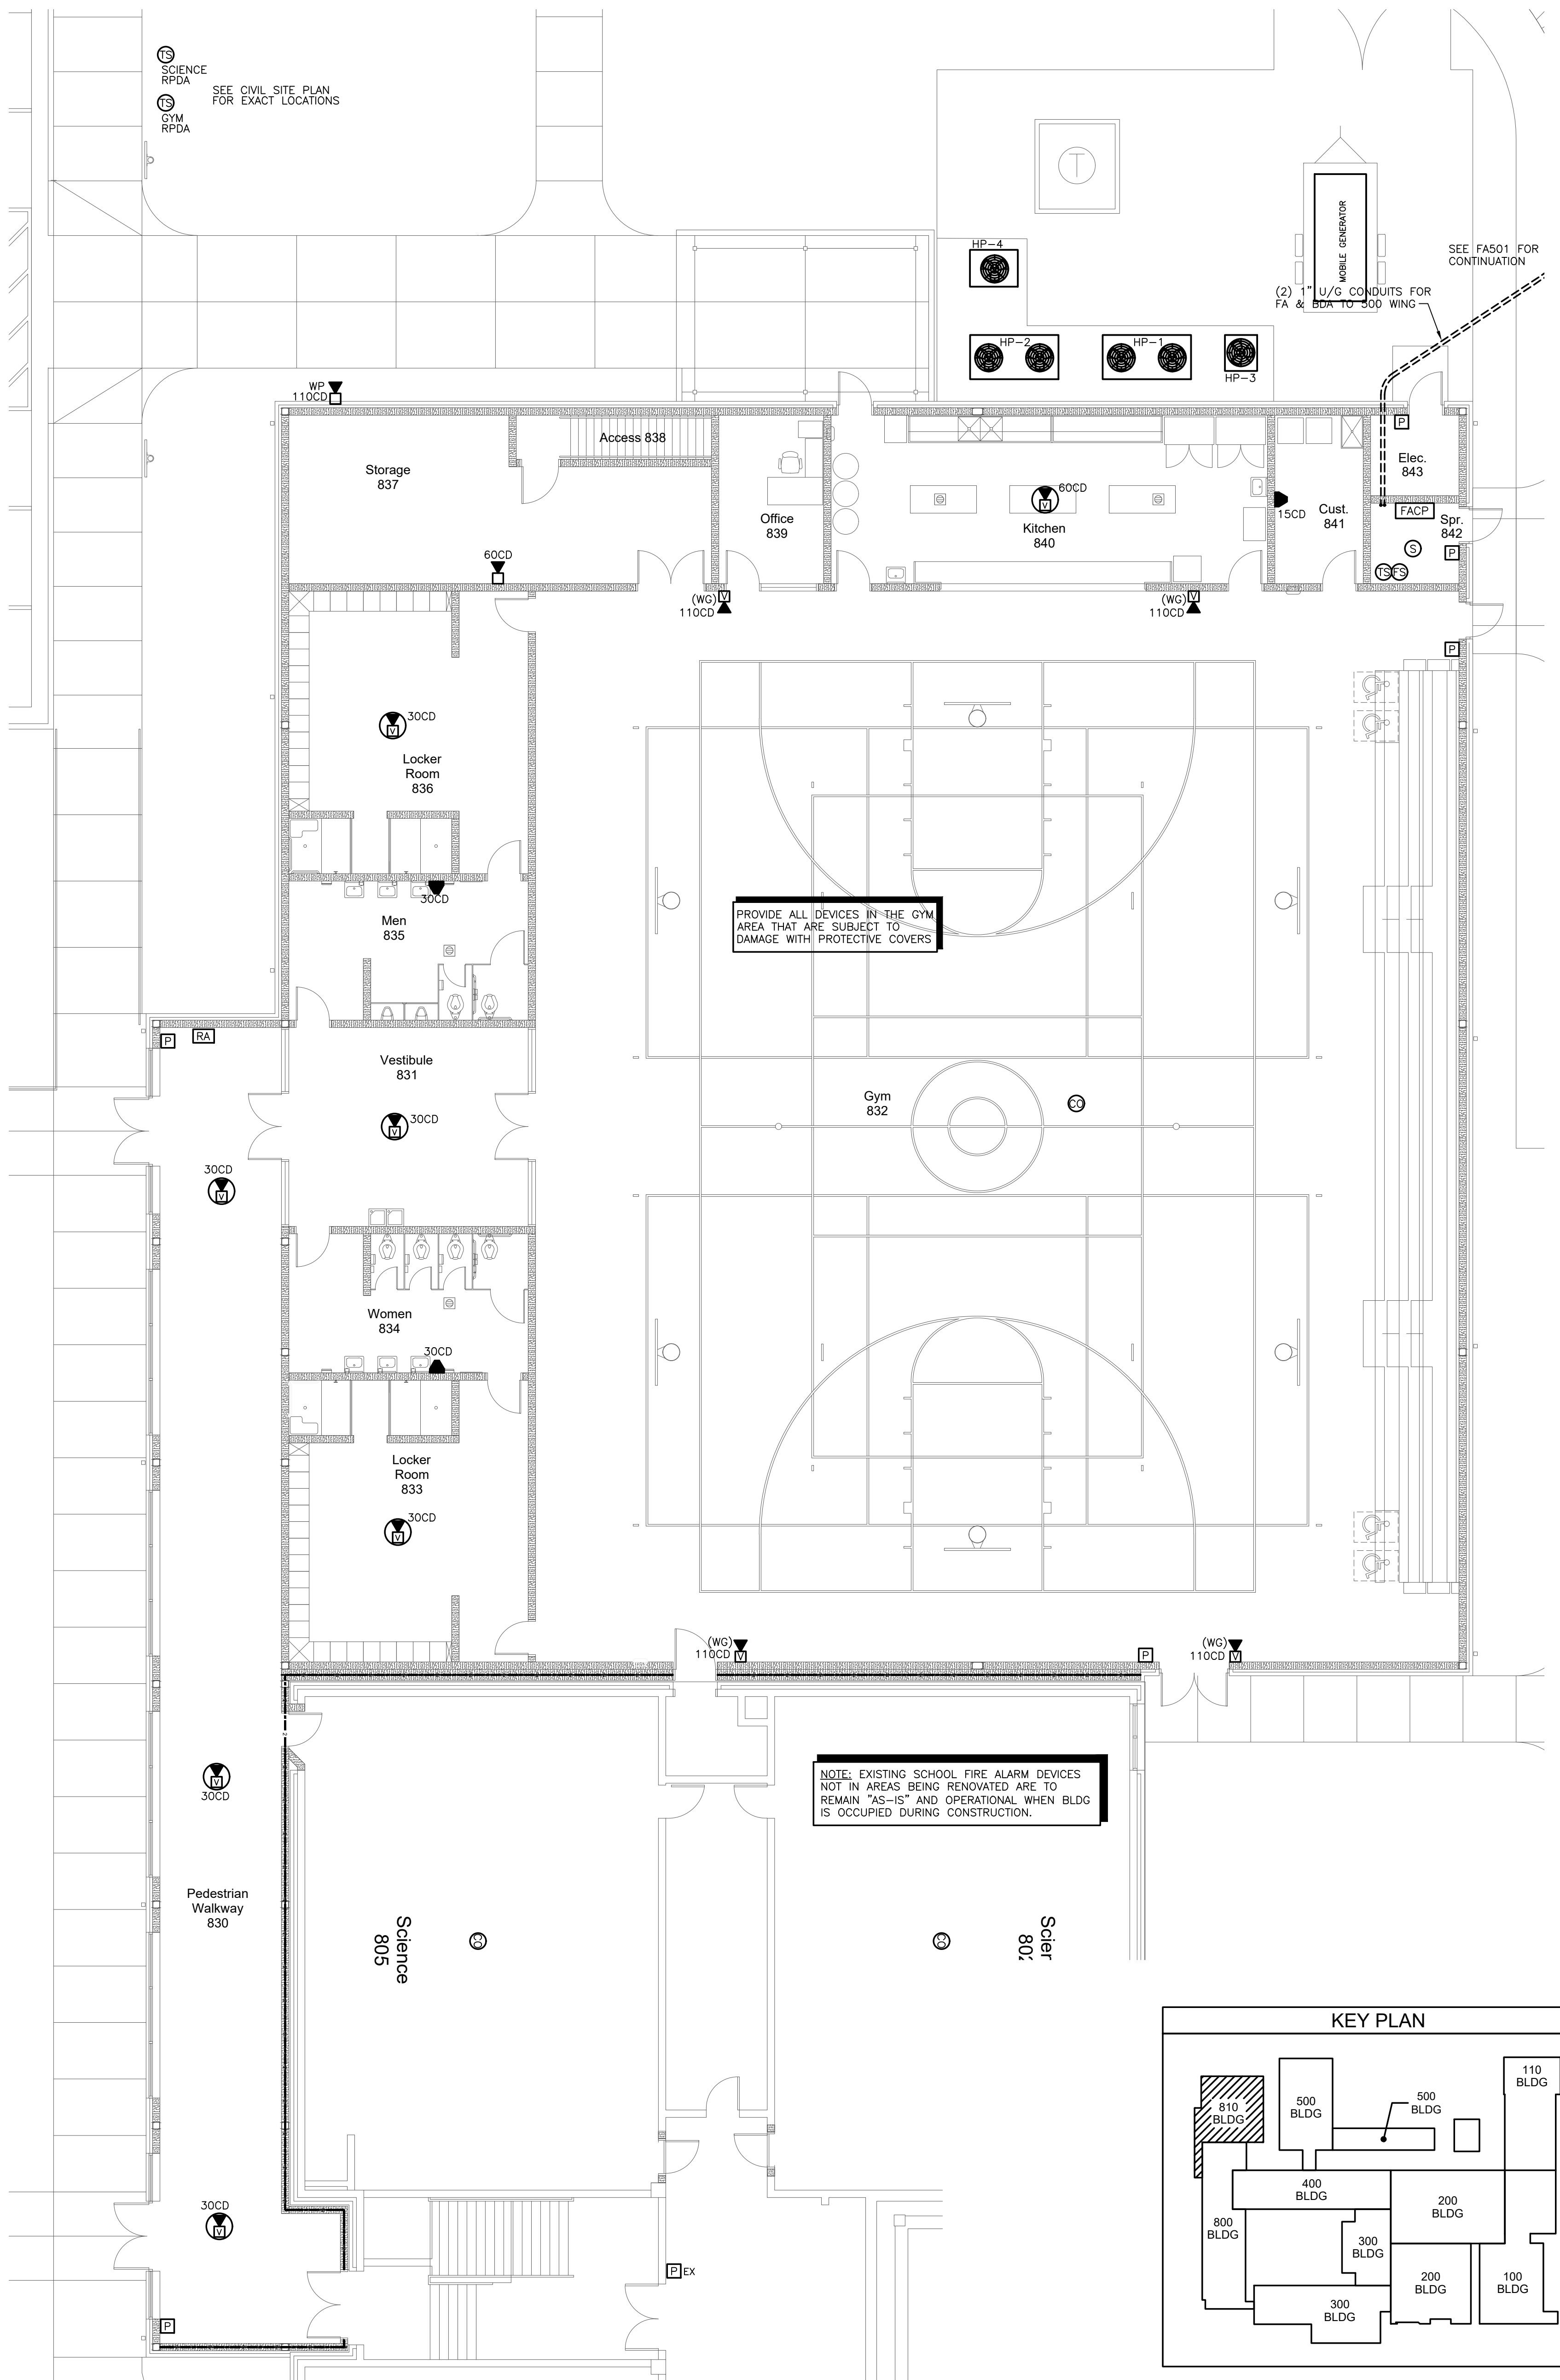 TS
SCIENCE
RPDA
TS
GYM
RPDA
SEE CIVIL SITE PLAN
FOR EXACT LOCATIONS
T
MOBILE GENERATOR
HP-4
SEE FA501 FOR
CONTINUATION
(2) 1" U/G CONDUITS FOR
FA & BDA TO 500 WING
HP-2
HP-1
HP-3
WP
110CD
P
Access 838
Storage
837
Elec.
843
60CD
V
Office
839
Kitchen
840
15CD
Cust.
841
FACP
Spr.
842
S
P
TS
FS
60CD
(WG)
V
110CD
(WG)
V
110CD
P
30CD
V
Locker
Room
836
30CD
Men
835
PROVIDE ALL DEVICES IN THE GYM
AREA THAT ARE SUBJECT TO
DAMAGE WITH PROTECTIVE COVERS
P
RA
Vestibule
831
30CD
V
Gym
832
CO
30CD
V
Women
834
30CD
Locker
Room
833
30CD
V
(WG)
110CD
V
P
(WG)
110CD
V
2
V
30CD
NOTE: EXISTING SCHOOL FIRE ALARM DEVICES
NOT IN AREAS BEING RENOVATED ARE TO
REMAIN "AS-IS" AND OPERATIONAL WHEN BLDG
IS OCCUPIED DURING CONSTRUCTION.
Pedestrian
Walkway
830
Science
805
CO
CO
Scier
802
30CD
V
P
P EX
KEY PLAN
110
BLDG
810
BLDG
500
BLDG
500
BLDG
400
BLDG
200
BLDG
800
BLDG
300
BLDG
200
BLDG
100
BLDG
300
BLDG